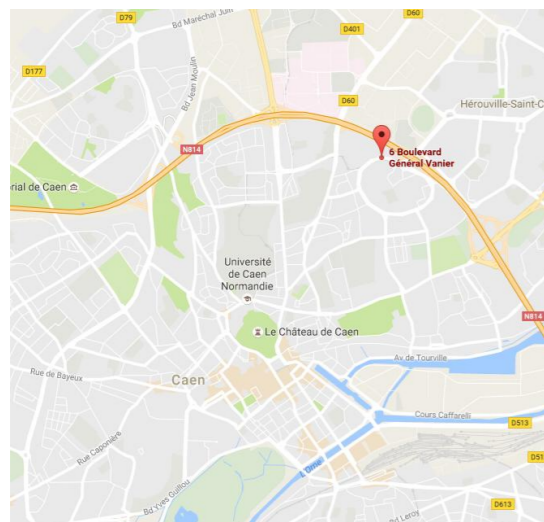 D79
Bd Maréchal Juin
D60
D401
D177
Bd Jean Moulin
D60
Hérouville-Saint-C
N814
6 Boulevard
Général Vanier
rial de Caen
Université
de Caen
Normandie
N814
Le Château de Caen
Av. de Tourville
Rue de Bayeux
Caen
Cours Caffarelli
D513
Rue Caponière
L'Orne
D51
Bd Yves Guillou
D613
Bd Leroy